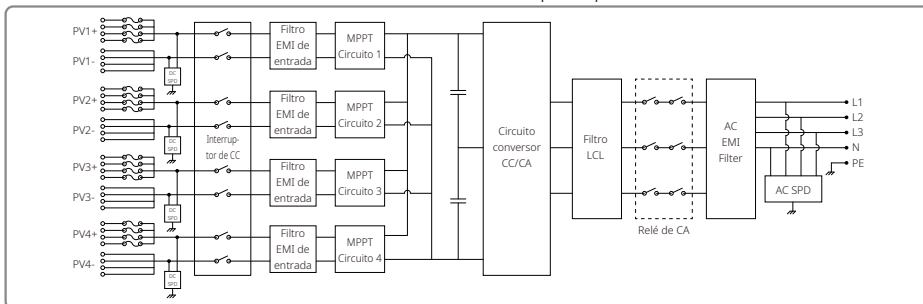 PV1+
PV1-
DC
SPD
Filtro
EMI de
entrada
MPPT
Circuito 1
PV2+
PV2-
DC
SPD
Filtro
EMI de
entrada
MPPT
Circuito 2
PV3+
PV3-
DC
SPD
Filtro
EMI de
entrada
MPPT
Circuito 3
PV4+
PV4-
DC
SPD
Filtro
EMI de
entrada
MPPT
Circuito 4
Interrup-
tor de CC
Circuito
conversor
CC/CA
Filtro
LCL
Relé de CA
AC
EMI
Filter
L1
L2
L3
N
PE
AC SPD